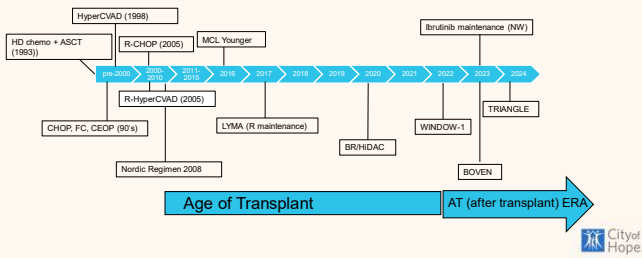 HyperCVAD (1998)
HD chemo + ASCT
(1993))
R-CHOP (2005)
MCL Younger
Ibrutinib maintenance (NW)
pre-2000
2000-
2010
2011-
2015
2016
2017
2018
2019
2020
2021
2022
2023
2024
R-HyperCVAD (2005)
TRIANGLE
CHOP, FC, CEOP (90's)
LYMA (R maintenance)
WINDOW-1
BR/HiDAC
Nordic Regimen 2008
BOVEN
Age of Transplant
AT (after transplant) ERA
City of
Hope